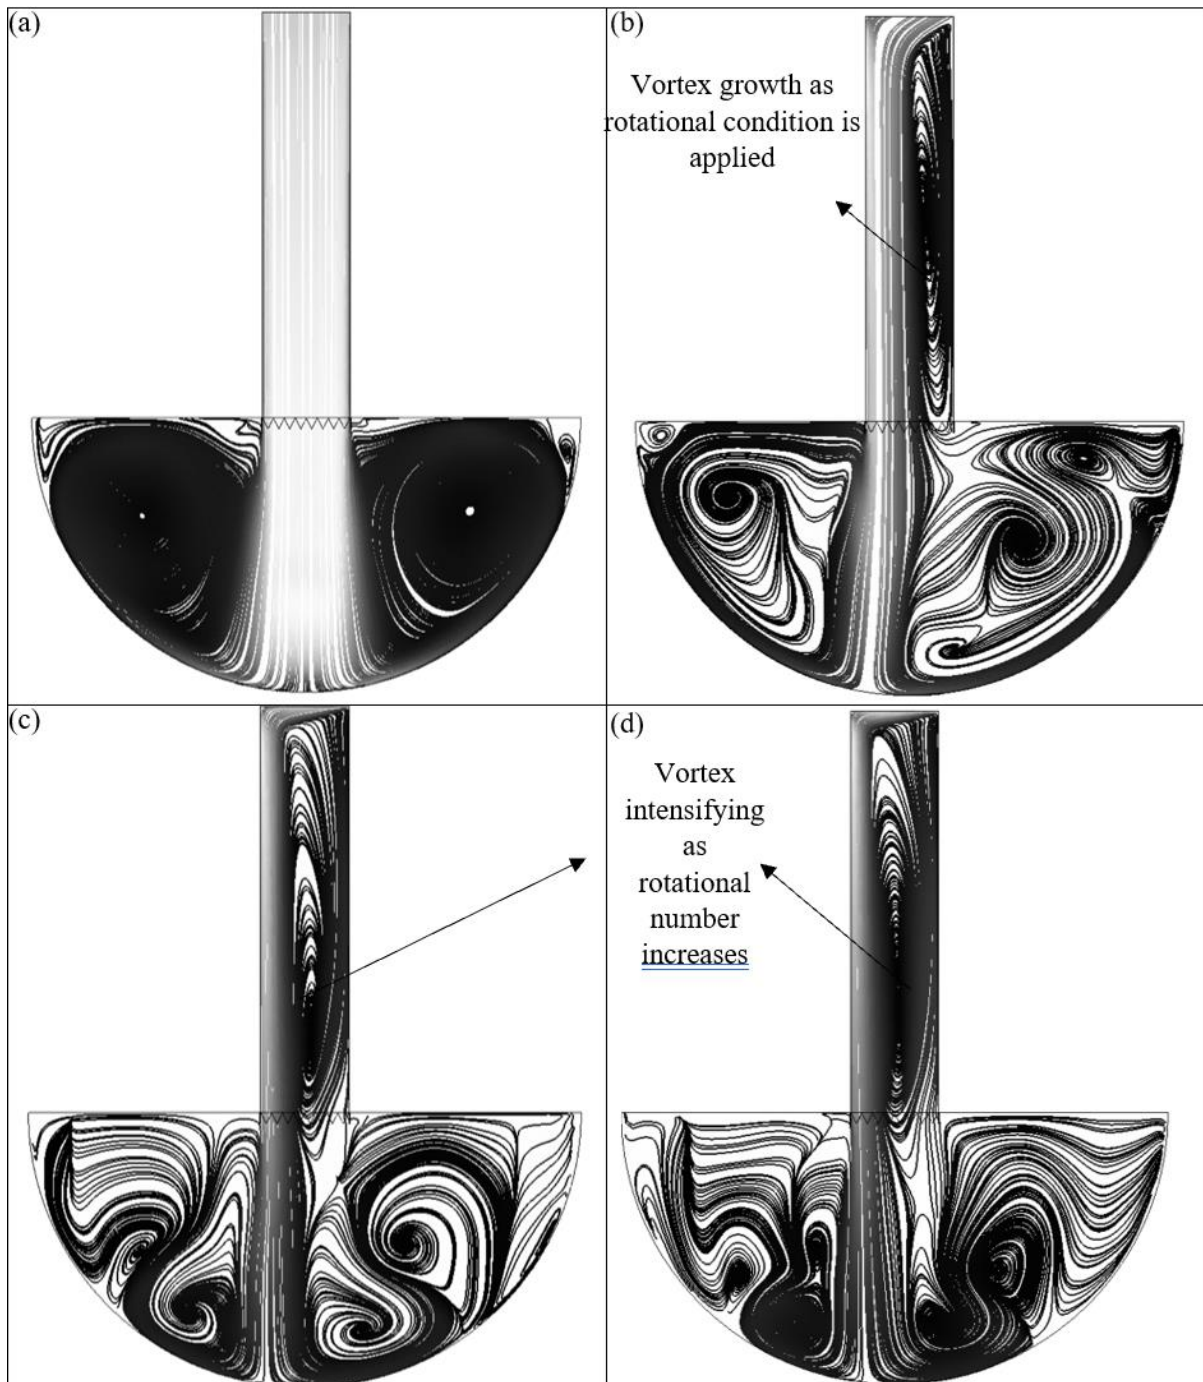 (a)
(b)
Vortex growth as
rotational condition is
applied
(c)
(d)
Vortex
intensifying
as
rotational
number
increases